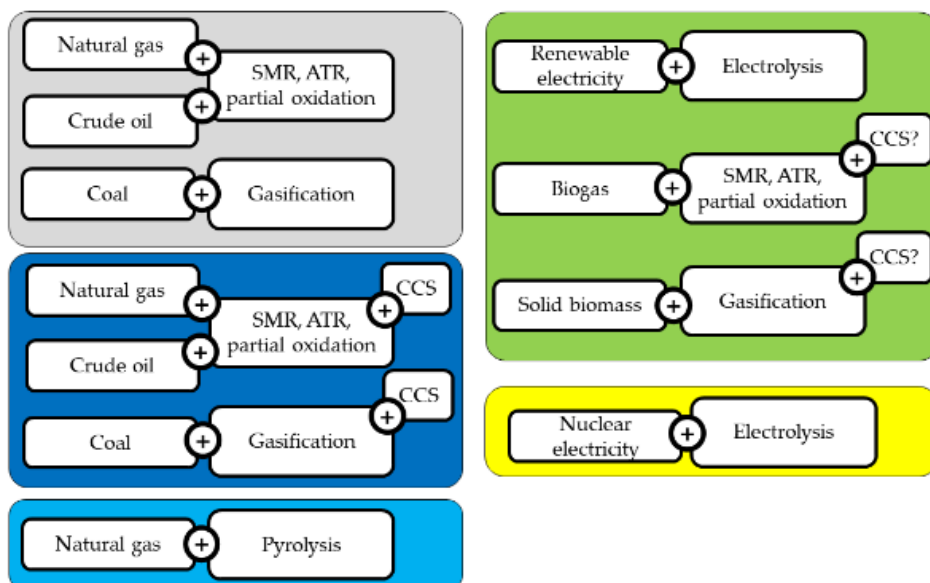 Natural gas
+
SMR, ATR,
partial oxidation
+
Crude oil
Coal
+
Gasification
Natural gas
+
SMR, ATR,
partial oxidation
+
CCS
+
Crude oil
Coal
+
Gasification
+
CCS
Natural gas
+
Pyrolysis
Renewable
electricity
+
Electrolysis
Biogas
+
SMR, ATR,
partial oxidation
+
CCS?
Solid biomass
+
Gasification
+
CCS?
Nuclear
electricity
+
Electrolysis